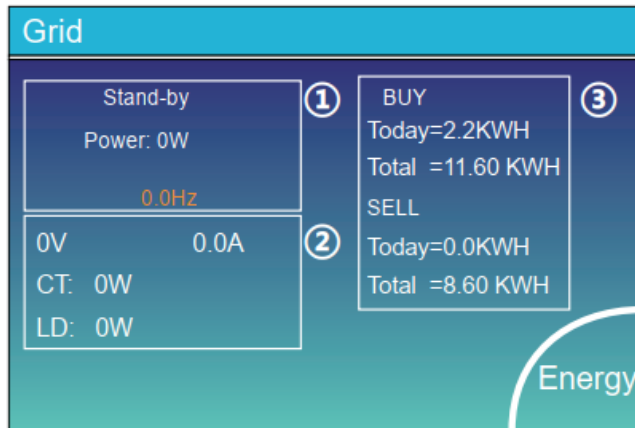 Grid
Stand-by
Power: 0W
0.0Hz
①
0V 0.0A
CT: 0W
LD: 0W
②
BUY
Today=2.2KWH
Total =11.60 KWH
SELL
Today=0.0KWH
Total =8.60 KWH
③
Energy